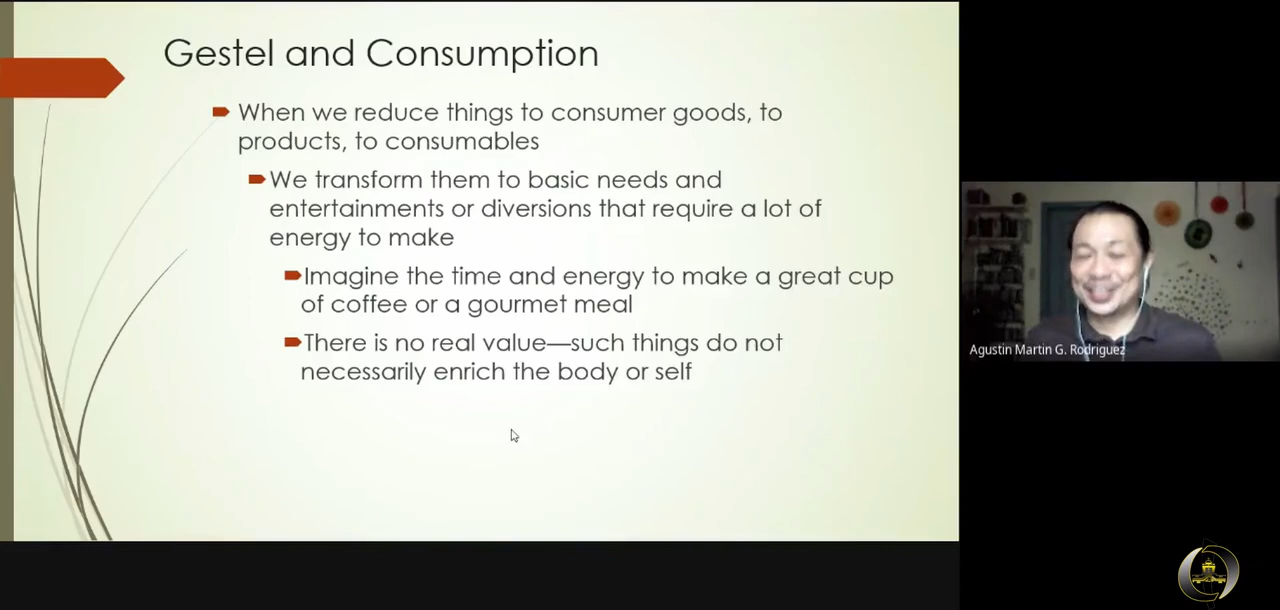 Gestel and Consumption
When we reduce things to consumer goods, to
products, to consumables
We transform them to basic needs and
entertainments or diversions that require a lot of
energy to make
Imagine the time and energy to make a great cup
of coffee or a gourmet meal
There is no real value—such things do not
necessarily enrich the body or self
Agustin Martin G. Rodriguez